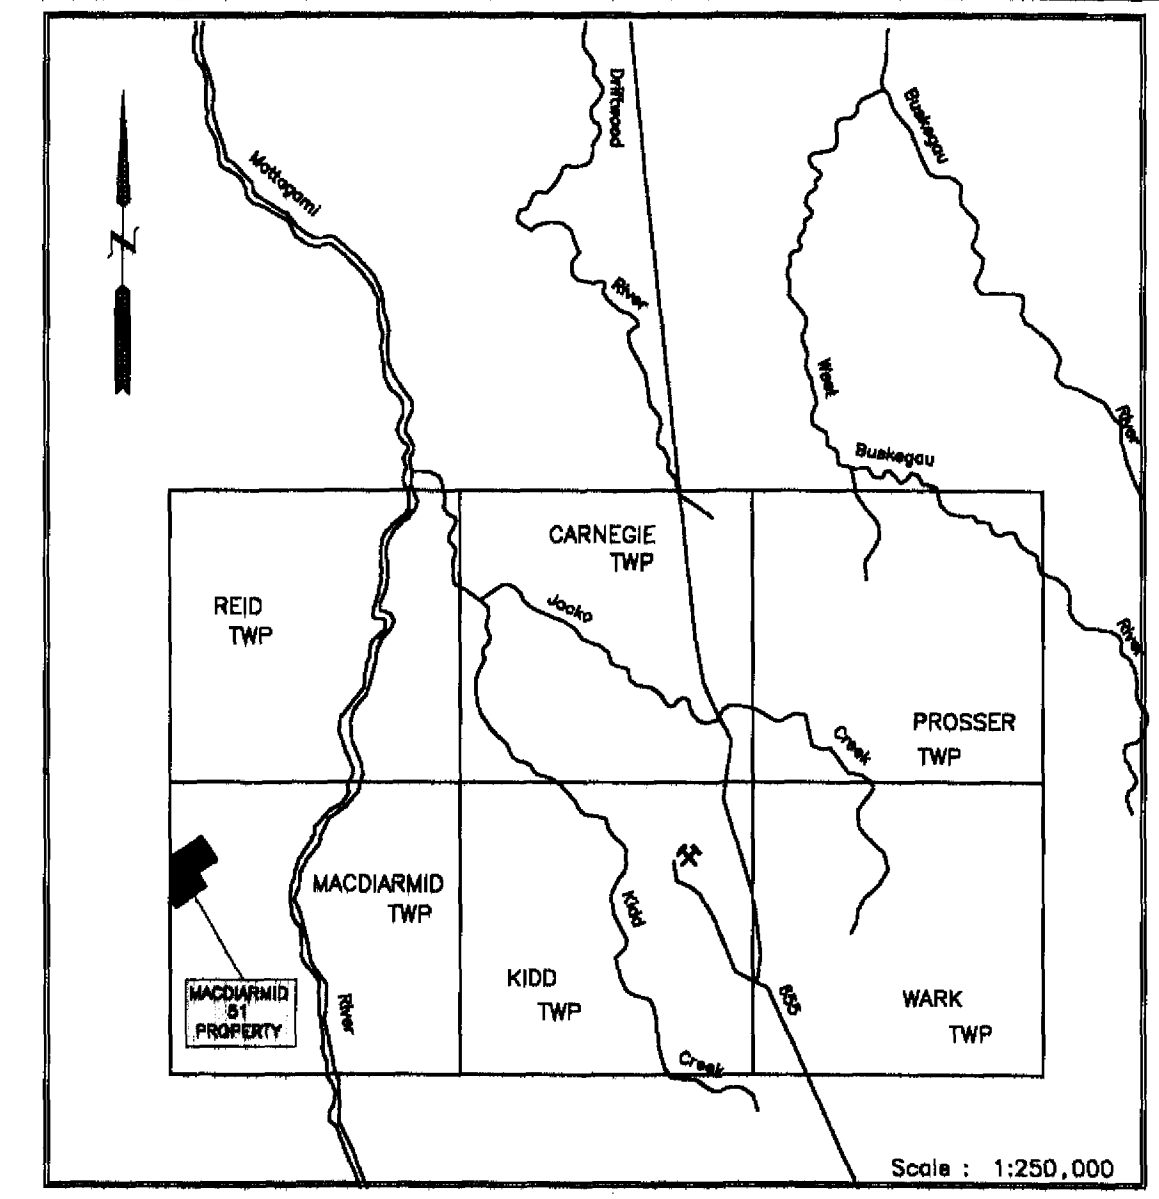 Driftwood
Buskegau
Mattagami
Z
River
West
River
Buskegau
CARNEGIE
TWP
REID
TWP
Jocko
River
PROSSER
TWP
Creek
MACDIARMID
TWP
Kidd
KIDD
TWP
MACDIARMID
51
PROPERTY
River
655
WARK
TWP
Creek
Scale : 1:250,000